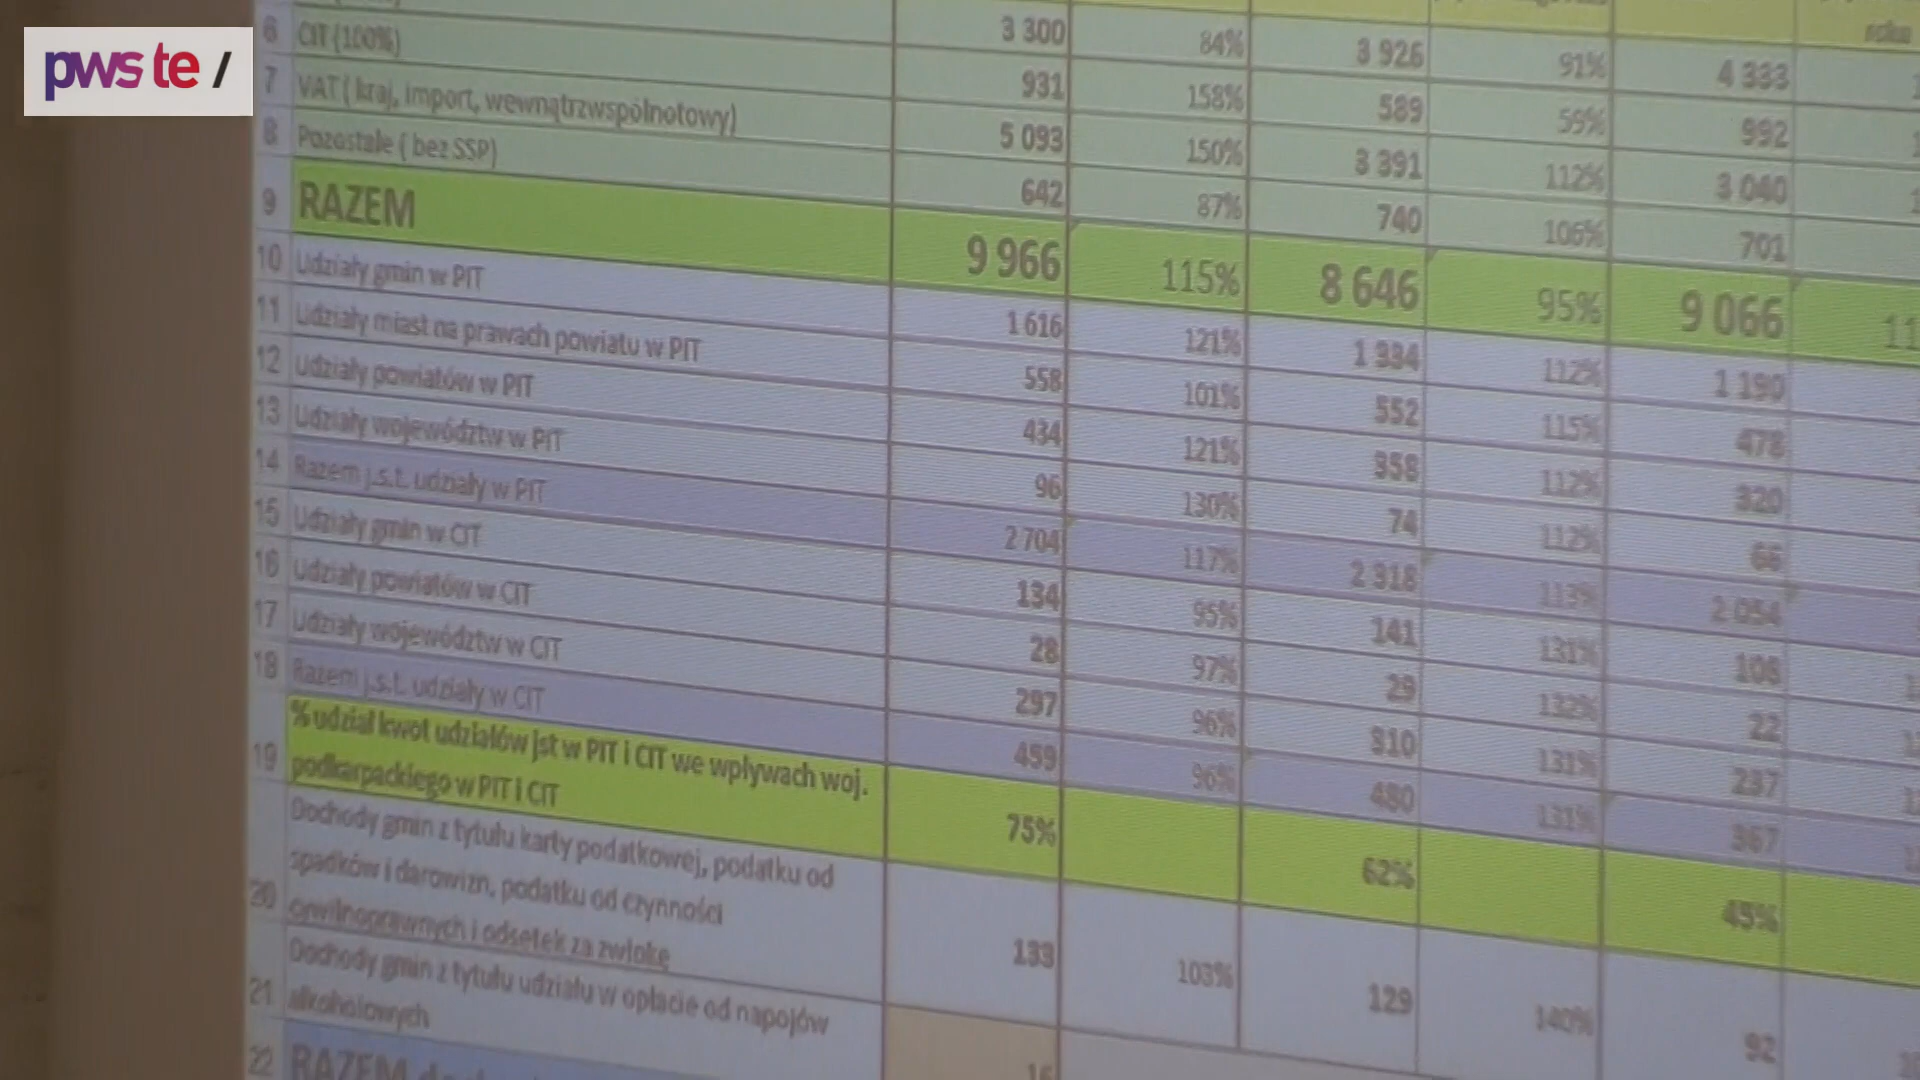 pwste/
3 300 84% 3 926 91% 4 333
6 CIT (100%) 931 158% 589 59% 992
7 VAT ( kraj, import, wewnątrzwspólnotowy) 5 093 150% 3 391 112% 3 040
8 Pozostałe ( bez SSP) 642 87% 740 106% 701
9 RAZEM 9 966 115% 8 646 95% 9 066
10 Udziały gmin w PIT 1 616 121% 1 334 112% 1 190
11 Udziały miast na prawach powiatu w PIT 558 101% 552 115% 478
12 Udziały powiatów w PIT 434 121% 358 112% 320
13 Udziały województw w PIT 96 130% 74 112% 66
14 Razem j.s.t. udziały w PIT 2 704 117% 2 318 113% 2 054
15 Udziały gmin w CIT 134 95% 141 131% 108
16 Udziały powiatów w CIT 28 97% 29 132% 22
17 Udziały województw w CIT 297 96% 310 131% 237
18 Razem j.s.t. udziały w CIT 459 96% 480 131% 367
% udział kwot udziałów jst w PIT i CIT we wpływach woj.
19 podkarpackiego w PIT i CIT 75% 62% 45%
Dochody gmin z tytułu karty podatkowej, podatku od
spadków i darowizn, podatku od czynności
20 cywilnoprawnych i odsetek za zwłokę 133 103% 129 140% 92
Dochody gmin z tytułu udziału w opłacie od napojów
21 alkoholowych 16
22 RAZEM